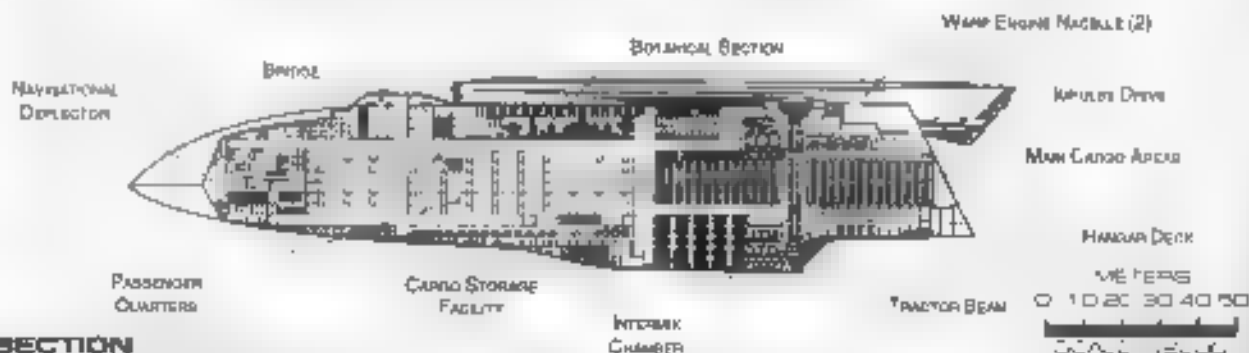 WARP ENGINE NACELLE (2)
BOTANICAL SECTION
BRIDGE
NAVIGATIONAL
DEFLECTOR
IMPULSE DRIVE
MAIN CARGO AREAS
HANGAR DECK
PASSENGER
QUARTERS
CARGO STORAGE
FACILITY
TRACTOR BEAM
INTERMIX
CHAMBER
METERS
0 10 20 30 40 50
SECTION